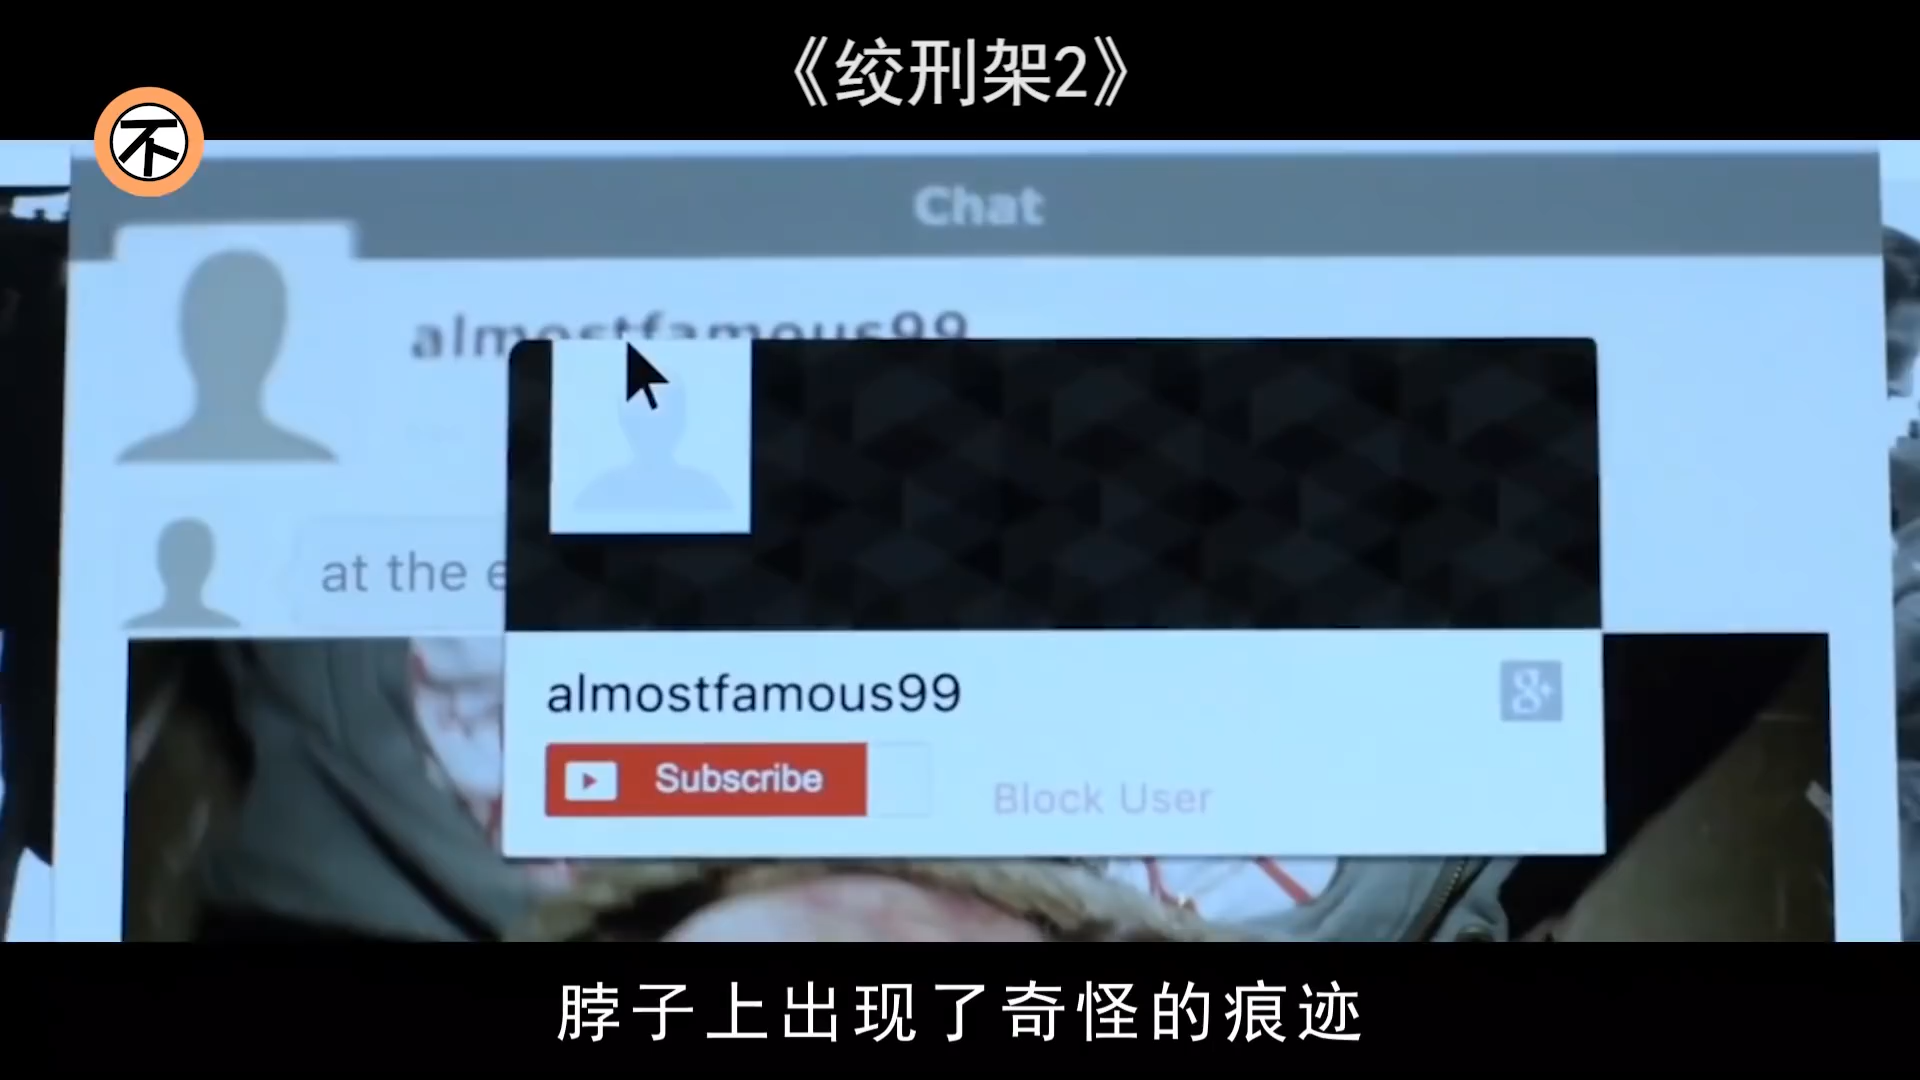 《绞刑架2》
不
Chat
almostfamous99
at the e
almostfamous99
g+
Subscribe
Block User
脖子上出现了奇怪的痕迹